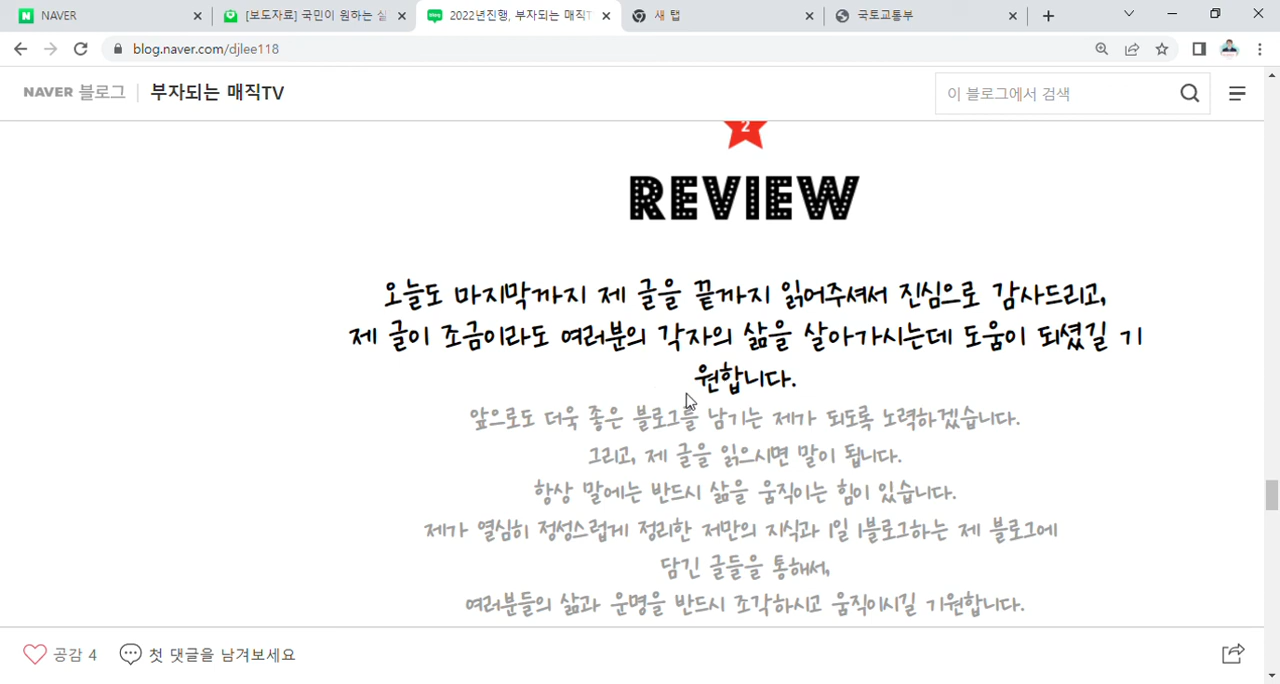 NAVER
[보도자료] 국민이 원하는 실
2022년진행, 부자되는 매직T
새 탭
국토교통부
blog.naver.com/djlee118
NAVER 블로그
부자되는 매직TV
이 블로그에서 검색
2
REVIEW
오늘도 마지막까지 제 글을 끝까지 읽어주셔서 진심으로 감사드리고,
제 글이 조금이라도 여러분의 각자의 삶을 살아가시는데 도움이 되셨길 기
원합니다.
앞으로도 더욱 좋은 블로그를 남기는 제가 되도록 노력하겠습니다.
그리고, 제 글을 읽으시면 말이 됩니다.
항상 말에는 반드시 삶을 움직이는 힘이 있습니다.
제가 열심히 정성스럽게 정리한 저만의 지식과 1일 1블로그하는 제 블로그에
담긴 글들을 통해서,
여러분들의 삶과 운명을 반드시 조각하시고 움직이시길 기원합니다.
공감 4
첫 댓글을 남겨보세요